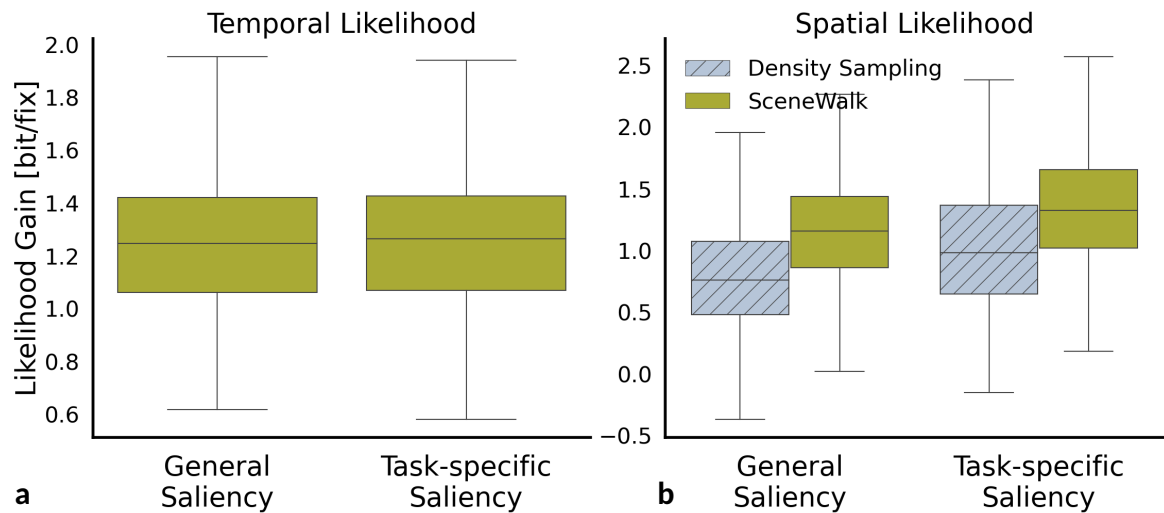 Temporal Likelihood
Likelihood Gain [bit/fix]
2.0
1.8
1.6
1.4
1.2
1.0
0.8
0.6
General
Saliency
Task-specific
Saliency
a
Spatial Likelihood
Density Sampling
SceneWalk
2.5
2.0
1.5
1.0
0.5
0.0
−0.5
General
Saliency
Task-specific
Saliency
b